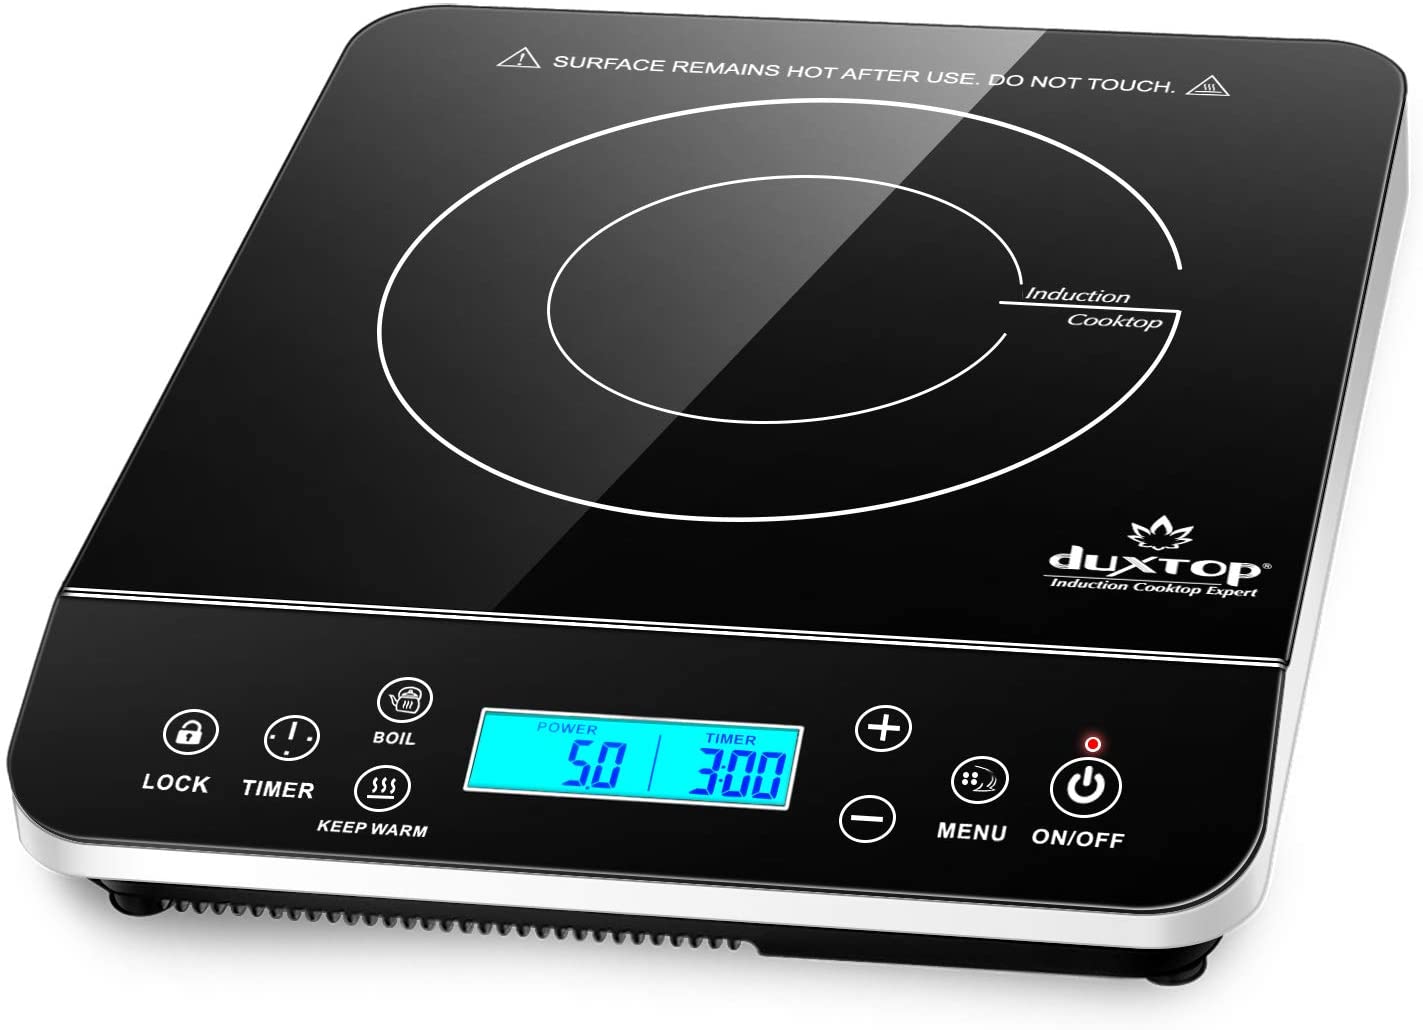 SURFACE REMAINS HOT AFTER USE. DO NOT TOUCH.
Induction
Cooktop
duxtop®
Induction Cooktop Expert
LOCK
TIMER
BOIL
KEEP WARM
POWER
5.0
TIMER
3:00
MENU
ON/OFF